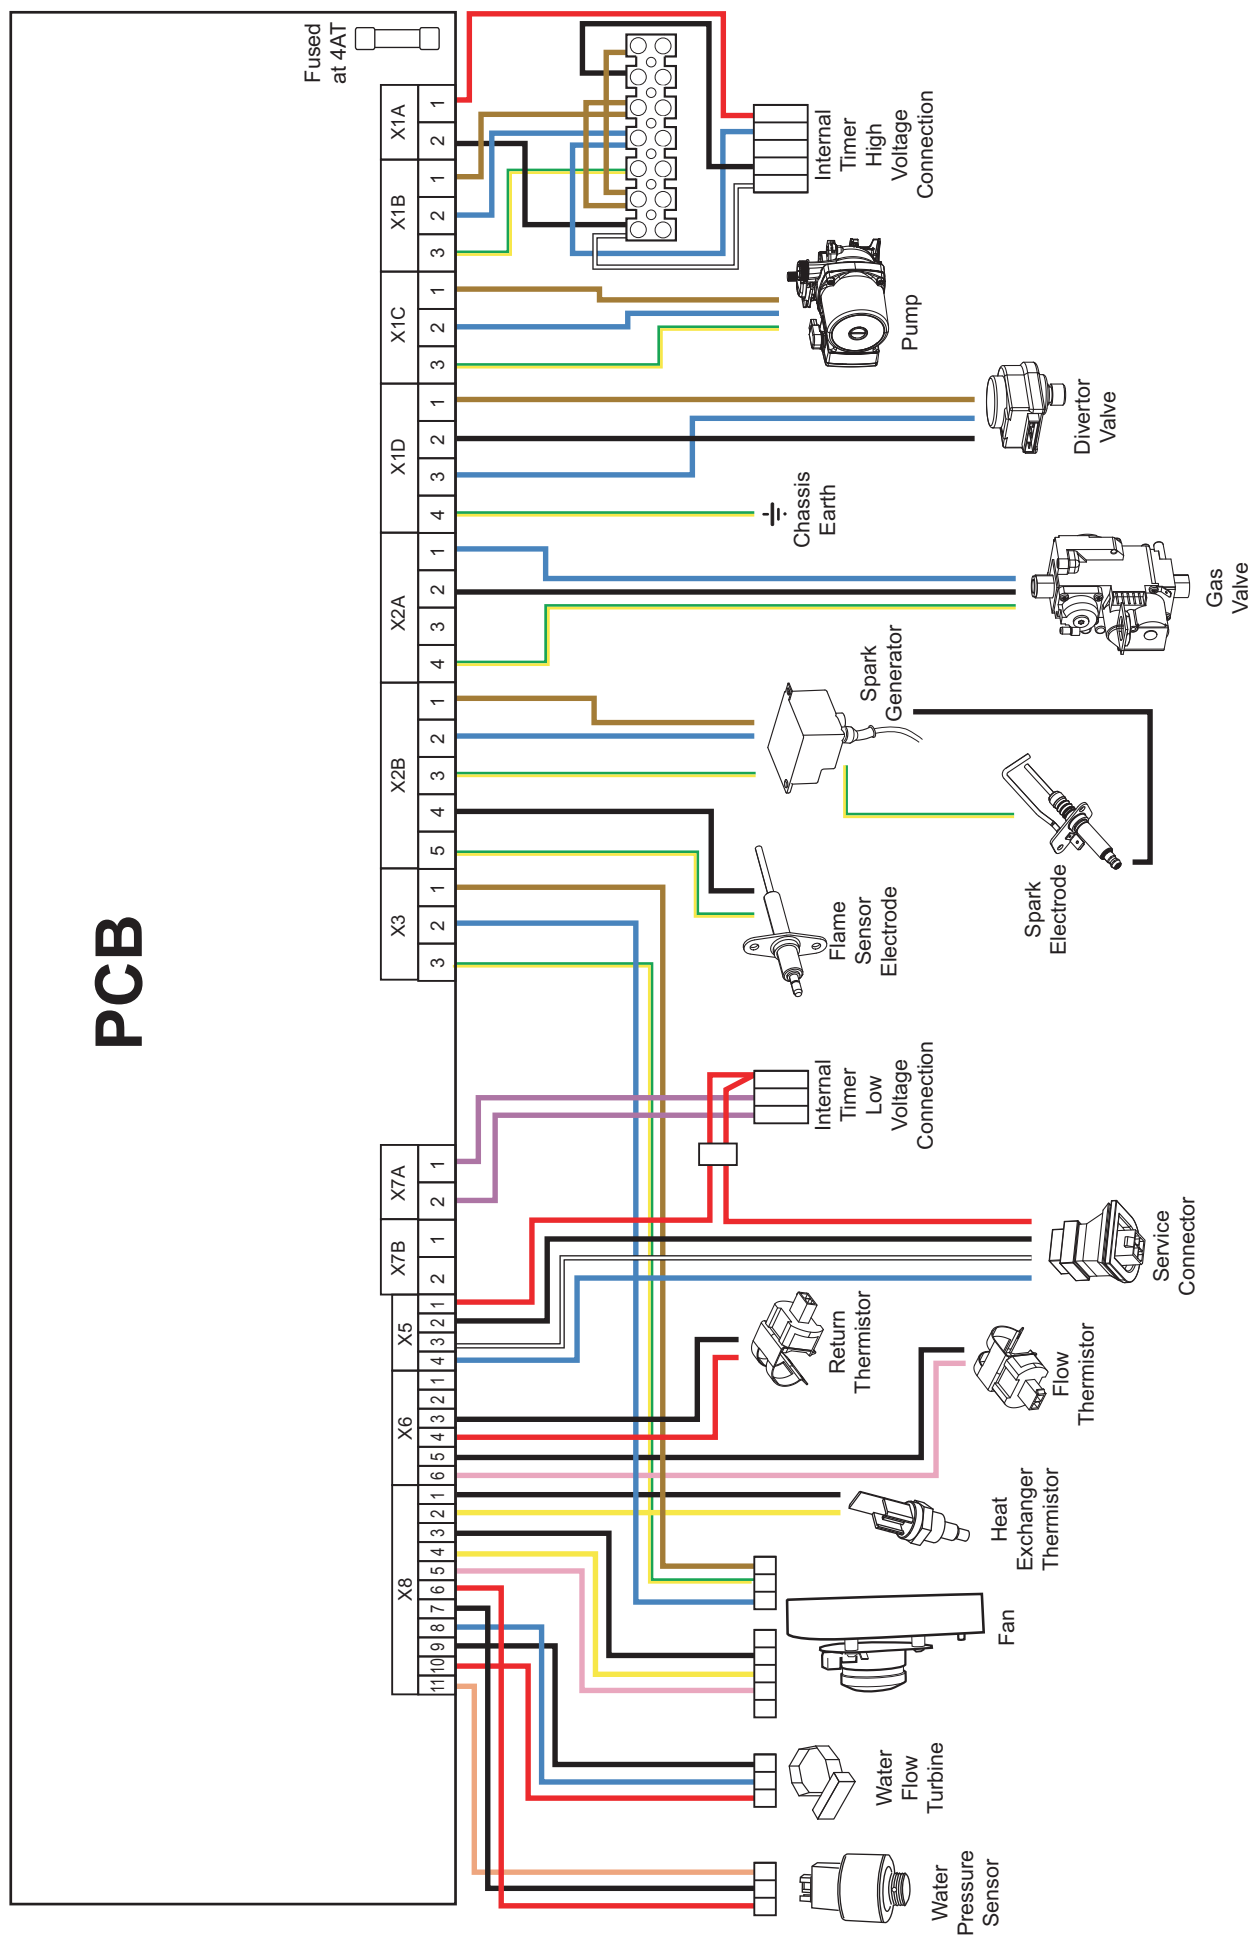 PCB
Fused
at 4AT
X1A
1
2
X1B
1
2
3
X1C
1
2
3
X1D
1
2
3
4
X2A
1
2
3
4
X2B
1
2
3
4
5
X3
1
2
3
X7A
1
2
X7B
1
2
X5
1
2
3
4
X6
1
2
3
4
5
6
X8
1
2
3
4
5
6
7
8
9
10
11
Internal
Timer
High
Voltage
Connection
Pump
Divertor
Valve
Chassis
Earth
Gas
Valve
Spark
Generator
Spark
Electrode
Flame
Sensor
Electrode
Internal
Timer
Low
Voltage
Connection
Service
Connector
Return
Thermistor
Flow
Thermistor
Heat
Exchanger
Thermistor
Fan
Water
Flow
Turbine
Water
Pressure
Sensor